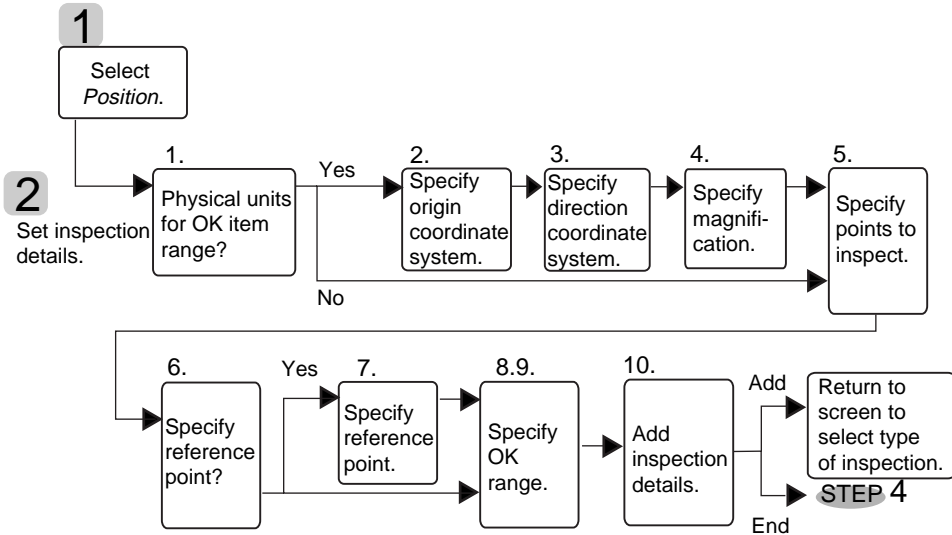 1
Select
Position.
2
Set inspection
details.
1.
Physical units
for OK item
range?
Yes
No
2.
Specify
origin
coordinate
system.
3.
Specify
direction
coordinate
system.
4.
Specify
magnifi-
cation.
5.
Specify
points to
inspect.
6.
Specify
reference
point?
Yes
7.
Specify
reference
point.
8.9.
Specify
OK
range.
10.
Add
inspection
details.
Add
Return to
screen to
select type
of inspection.
End
STEP 4